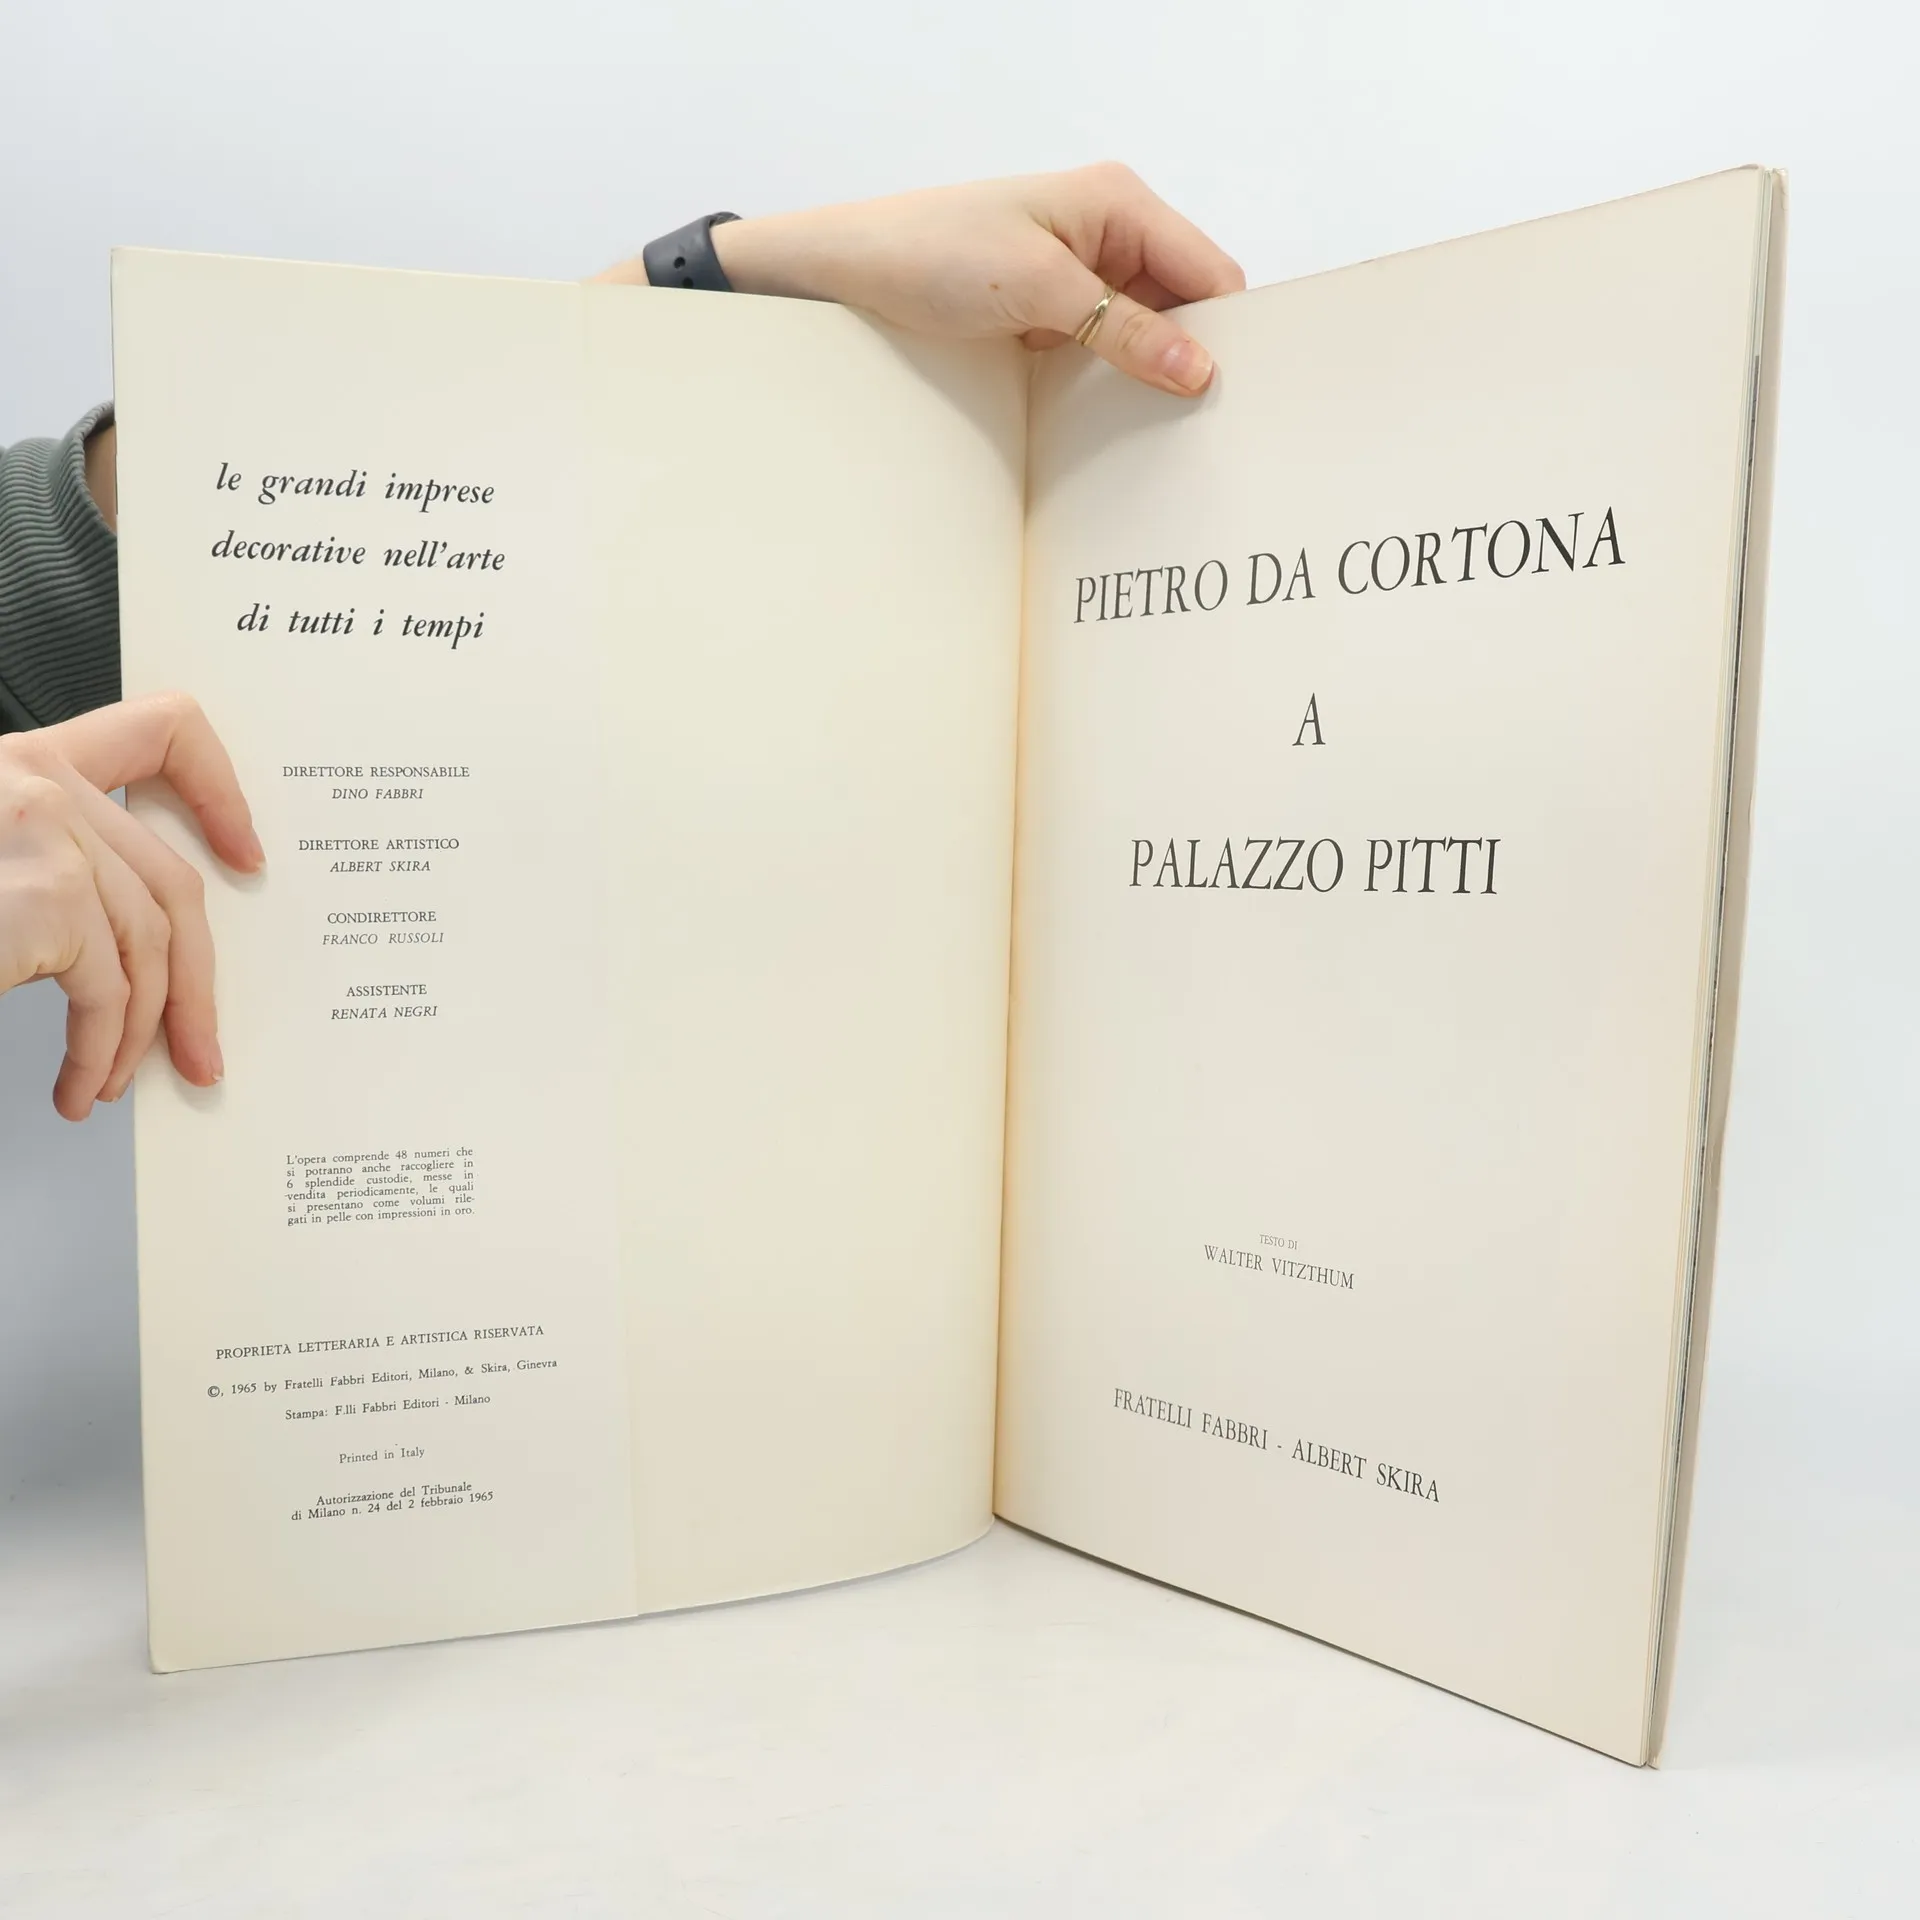 le grandi imprese
decorative nell'arte
di tutti i tempi
DIRETTORE RESPONSABILE
DINO FABBRI
DIRETTORE ARTISTICO
ALBERT SKIRA
CONDIRETTORE
FRANCO RUSSOLI
ASSISTENTE
RENATA NEGRI
L'opera comprende 48 numeri che
si potranno anche raccogliere in
6 splendide custodie, messe in
vendita periodicamente, le quali
si presentano come volumi rile-
gati in pelle con impressioni in oro.
PROPRIETÀ LETTERARIA E ARTISTICA RISERVATA
©, 1965 by Fratelli Fabbri Editori, Milano, & Skira, Ginevra
Stampa: F.lli Fabbri Editori - Milano
Printed in Italy
Autorizzazione del Tribunale
di Milano n. 24 del 2 febbraio 1965
PIETRO DA CORTONA
A
PALAZZO PITTI
TESTO DI
WALTER VITZTHUM
FRATELLI FABBRI - ALBERT SKIRA